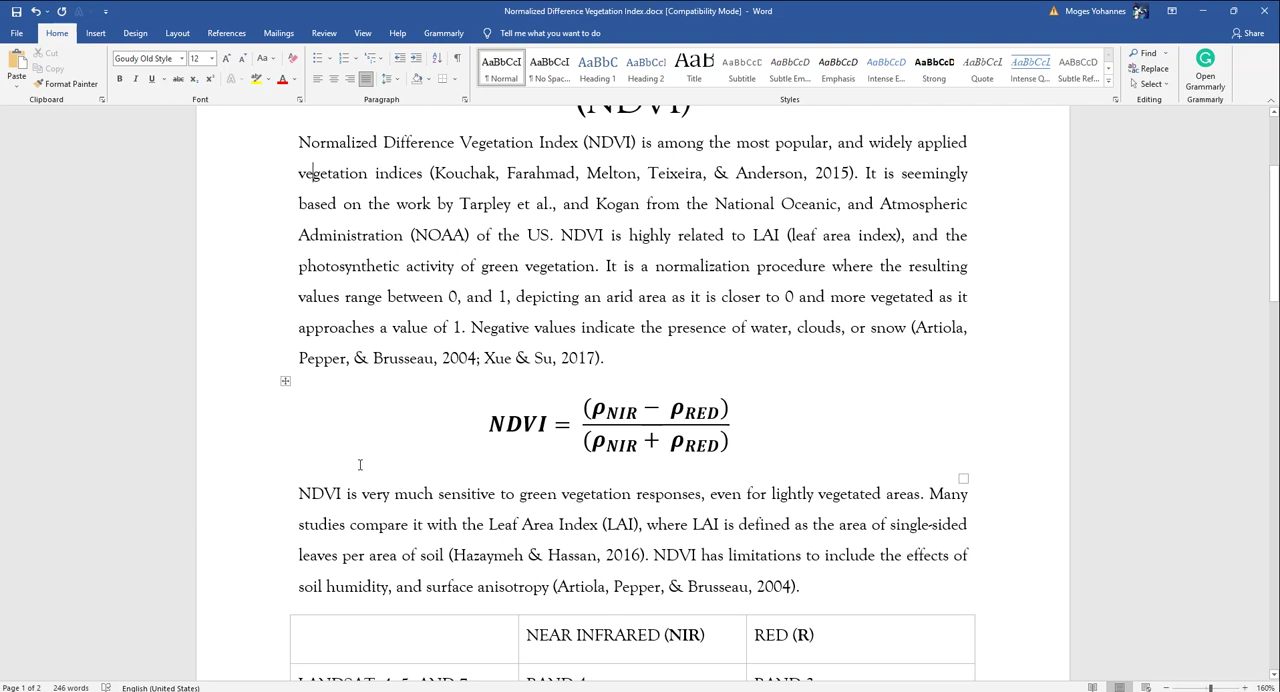 Normalized Difference Vegetation Index.docx [Compatibility Mode] - Word
Moges Yohannes
File Home Insert Design Layout References Mailings Review View Help Grammarly Tell me what you want to do
Share
Paste
Cut
Copy
Format Painter
Clipboard
Goudy Old Style 12
Font
Paragraph
AaBbCcI AaBbCcI AaBbC AaBbCcI AaB AaBbCcD AaBbCcD AaBbCcD AaBbCcD AaBbCcD AaBbCcI AaBbCcI AaBbCcD
¶ Normal ¶ No Spac... Heading 1 Heading 2 Title Subtitle Subtle Em... Emphasis Intense E... Strong Quote Intense Q... Subtle Ref...
Styles
Find
Replace
Select
Editing
Open
Grammarly
Grammarly
(NDVI)
Normalized Difference Vegetation Index (NDVI) is among the most popular, and widely applied
vegetation indices (Kouchak, Farahmad, Melton, Teixeira, & Anderson, 2015). It is seemingly
based on the work by Tarpley et al., and Kogan from the National Oceanic, and Atmospheric
Administration (NOAA) of the US. NDVI is highly related to LAI (leaf area index), and the
photosynthetic activity of green vegetation. It is a normalization procedure where the resulting
values range between 0, and 1, depicting an arid area as it is closer to 0 and more vegetated as it
approaches a value of 1. Negative values indicate the presence of water, clouds, or snow (Artiola,
Pepper, & Brusseau, 2004; Xue & Su, 2017).
NDVI = (ρNIR − ρRED)
(ρNIR + ρRED)
NDVI is very much sensitive to green vegetation responses, even for lightly vegetated areas. Many
studies compare it with the Leaf Area Index (LAI), where LAI is defined as the area of single-sided
leaves per area of soil (Hazaymeh & Hassan, 2016). NDVI has limitations to include the effects of
soil humidity, and surface anisotropy (Artiola, Pepper, & Brusseau, 2004).
NEAR INFRARED (NIR) RED (R)
LANDSAT 4, 5, AND 7 BAND 4 BAND 3
Page 1 of 2 246 words English (United States) 160%